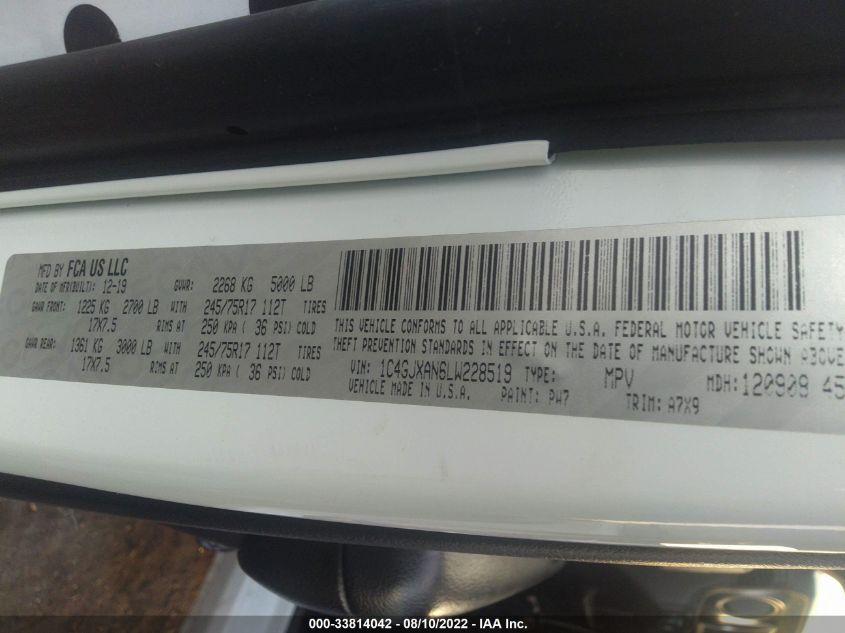 MFD BY FCA US LLC
DATE OF MFR(BUILT): 12-19 GVWR: 2268 KG 5000 LB
GAWR FRONT: 1225 KG 2700 LB WITH 245/75R17 112T TIRES
17X7.5 RIMS AT 250 KPA ( 36 PSI) COLD
GAWR REAR: 1361 KG 3000 LB WITH 245/75R17 112T TIRES
17X7.5 RIMS AT 250 KPA ( 36 PSI) COLD
THIS VEHICLE CONFORMS TO ALL APPLICABLE U.S.A. FEDERAL MOTOR VEHICLE SAFETY
THEFT PREVENTION STANDARDS IN EFFECT ON THE DATE OF MANUFACTURE SHOWN ABOVE
VIN: 1C4GJXAN6LW228519 TYPE: MPV MDH: 120909 45
VEHICLE MADE IN U.S.A. PAINT: PW7 TRIM: A7X9
000-33814042 - 08/10/2022 - IAA Inc.